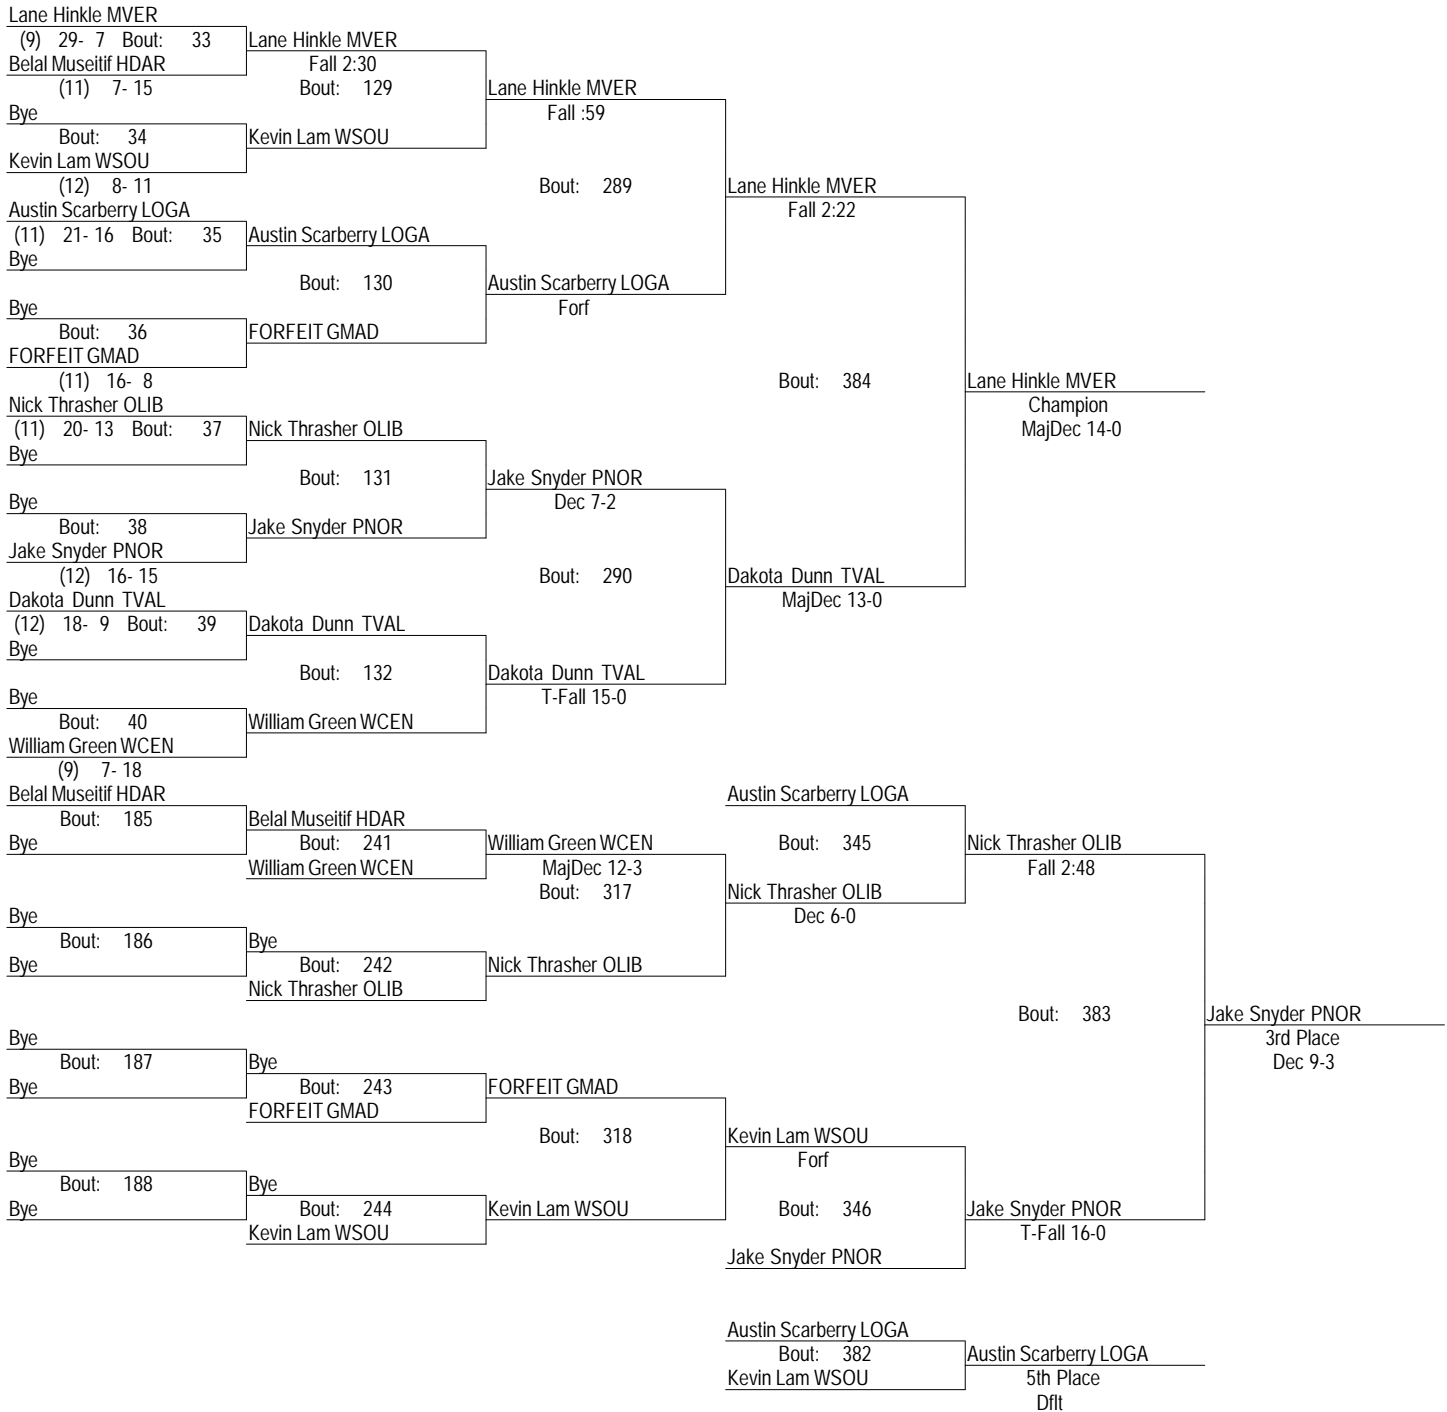 Lane Hinkle MVER
(9) 29- 7 Bout: 33 Lane Hinkle MVER
Belal Museitif HDAR Fall 2:30
(11) 7- 15 Bout: 129 Lane Hinkle MVER
Bye Fall :59
Bout: 34 Kevin Lam WSOU
Kevin Lam WSOU
(12) 8- 11 Bout: 289 Lane Hinkle MVER
Austin Scarberry LOGA Fall 2:22
(11) 21- 16 Bout: 35 Austin Scarberry LOGA
Bye
Bout: 130 Austin Scarberry LOGA
Bye Forf
Bout: 36 FORFEIT GMAD
FORFEIT GMAD
(11) 16- 8 Bout: 384 Lane Hinkle MVER
Nick Thrasher OLIB Champion
(11) 20- 13 Bout: 37 Nick Thrasher OLIB MajDec 14-0
Bye
Bout: 131 Jake Snyder PNOR
Bye Dec 7-2
Bout: 38 Jake Snyder PNOR
Jake Snyder PNOR
(12) 16- 15 Bout: 290 Dakota Dunn TVAL
Dakota Dunn TVAL MajDec 13-0
(12) 18- 9 Bout: 39 Dakota Dunn TVAL
Bye
Bout: 132 Dakota Dunn TVAL
Bye T-Fall 15-0
Bout: 40 William Green WCEN
William Green WCEN
(9) 7- 18
Belal Museitif HDAR Austin Scarberry LOGA
Bout: 185 Belal Museitif HDAR
Bye Bout: 241 William Green WCEN Bout: 345 Nick Thrasher OLIB
William Green WCEN MajDec 12-3 Fall 2:48
Bout: 317 Nick Thrasher OLIB
Bye Dec 6-0
Bout: 186 Bye
Bye Bout: 242 Nick Thrasher OLIB
Nick Thrasher OLIB
Bout: 383 Jake Snyder PNOR
Bye 3rd Place
Bout: 187 Bye Dec 9-3
Bye Bout: 243 FORFEIT GMAD
FORFEIT GMAD
Bout: 318 Kevin Lam WSOU
Bye Forf
Bout: 188 Bye
Bye Bout: 244 Kevin Lam WSOU Bout: 346 Jake Snyder PNOR
Kevin Lam WSOU T-Fall 16-0
Jake Snyder PNOR
Austin Scarberry LOGA
Bout: 382 Austin Scarberry LOGA
Kevin Lam WSOU 5th Place
Dflt